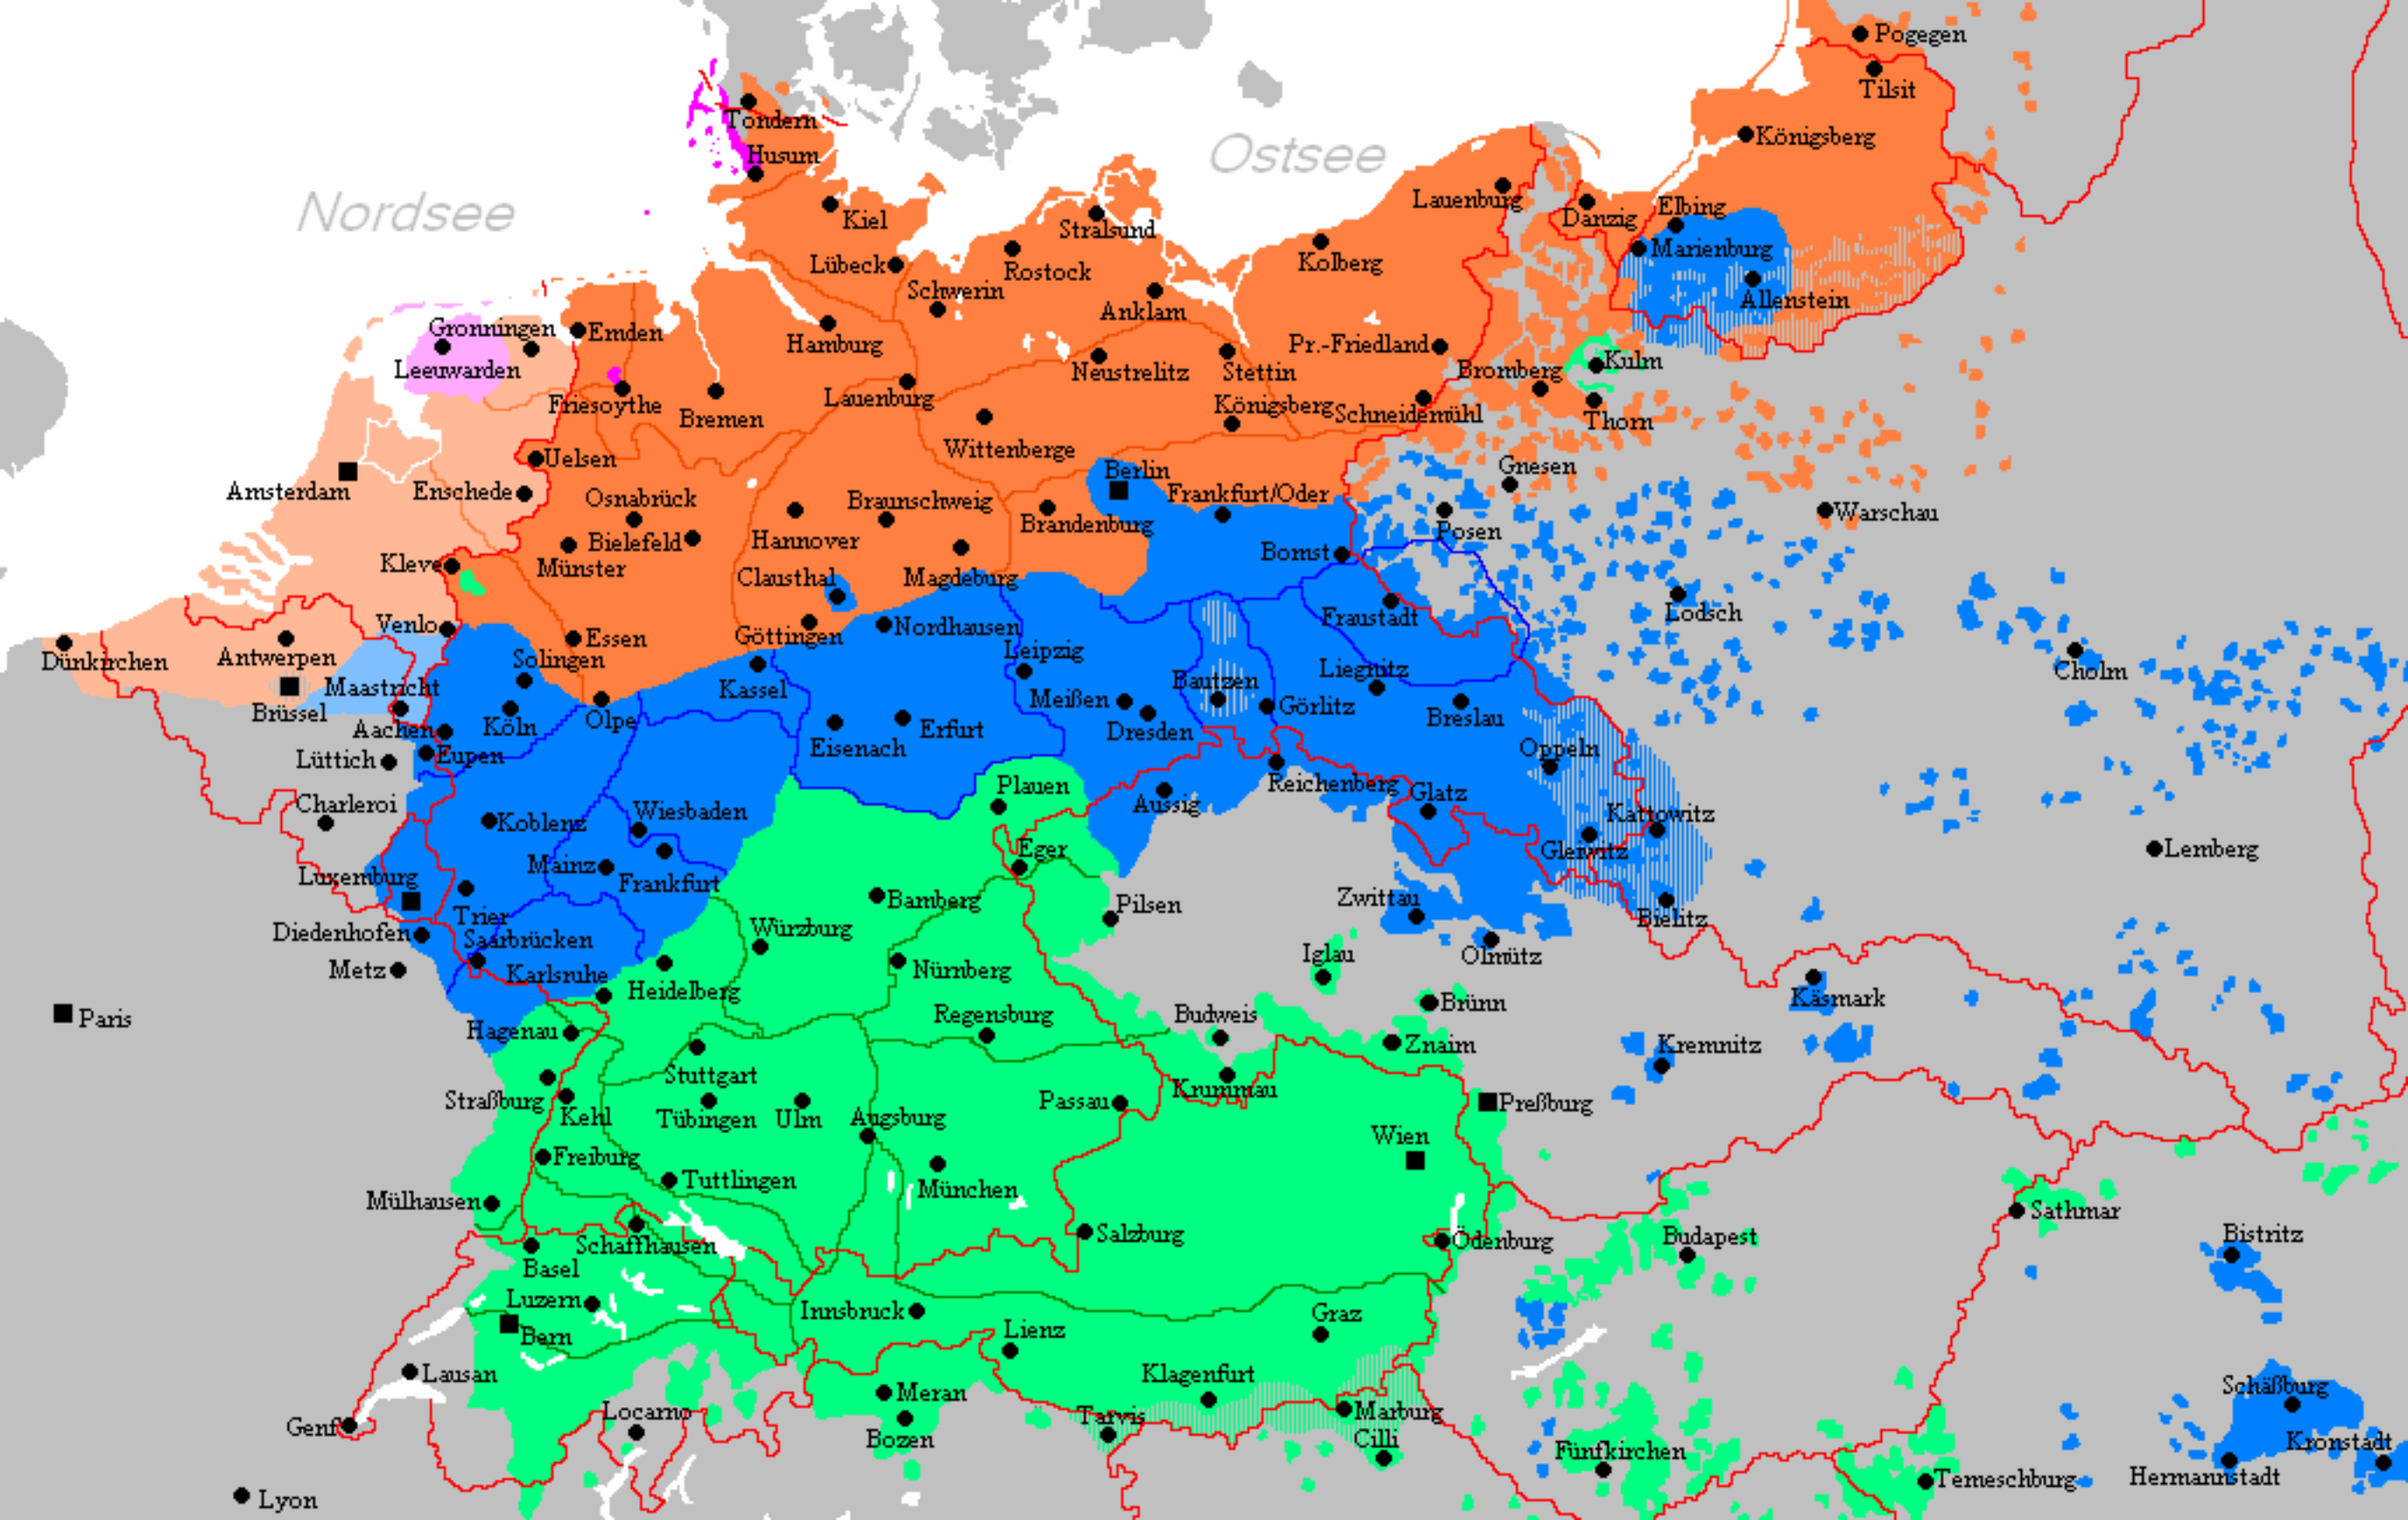 Pogegen
Tilsit
Tondern
Königsberg
Ostsee
Husum
Nordsee
Kiel
Lauenburg
Danzig
Elbing
Stralsund
Marienburg
Lübeck
Rostock
Kolberg
Schwerin
Anklam
Allenstein
Gronningen
Emden
Hamburg
Pr.-Friedland
Kulm
Leeuwarden
Neustrelitz
Stettin
Bromberg
Friesoythe
Bremen
Lauenburg
Königsberg
Schneidemühl
Thorn
Wittenberge
Uelsen
Berlin
Gnesen
Amsterdam
Enschede
Osnabrück
Braunschweig
Frankfurt/Oder
Brandenburg
Warschau
Bielefeld
Hannover
Posen
Bomst
Kleve
Münster
Clausthal
Magdeburg
Lodsch
Fraustadt
Venlo
Essen
Göttingen
Nordhausen
Dünkirchen
Antwerpen
Solingen
Leipzig
Cholm
Maastricht
Kassel
Liegnitz
Bautzen
Meißen
Görlitz
Brüssel
Köln
Olpe
Breslau
Aachen
Erfurt
Dresden
Eisenach
Oppeln
Lüttich
Eupen
Plauen
Reichenberg
Charleroi
Aussig
Glatz
Wiesbaden
Kattowitz
Koblenz
Eger
Gleiwitz
Lemberg
Mainz
Luxemburg
Frankfurt
Bamberg
Zwittau
Pilsen
Trier
Bielitz
Diedenhofen
Würzburg
Saarbrücken
Iglau
Olmütz
Metz
Karlsruhe
Nürnberg
Heidelberg
Käsmark
Brünn
Paris
Regensburg
Budweis
Hagenau
Znaim
Kremnitz
Stuttgart
Krummau
Straßburg
Passau
Preßburg
Kehl
Tübingen
Ulm
Augsburg
Wien
Freiburg
Tuttlingen
München
Mülhausen
Sathmar
Salzburg
Schaffhausen
Ödenburg
Budapest
Bistritz
Basel
Luzern
Innsbruck
Graz
Bern
Lienz
Lausan
Klagenfurt
Meran
Schäßburg
Locarno
Tarvis
Marburg
Genf
Bozen
Cilli
Kronstadt
Fünfkirchen
Temeschburg
Hermannstadt
Lyon